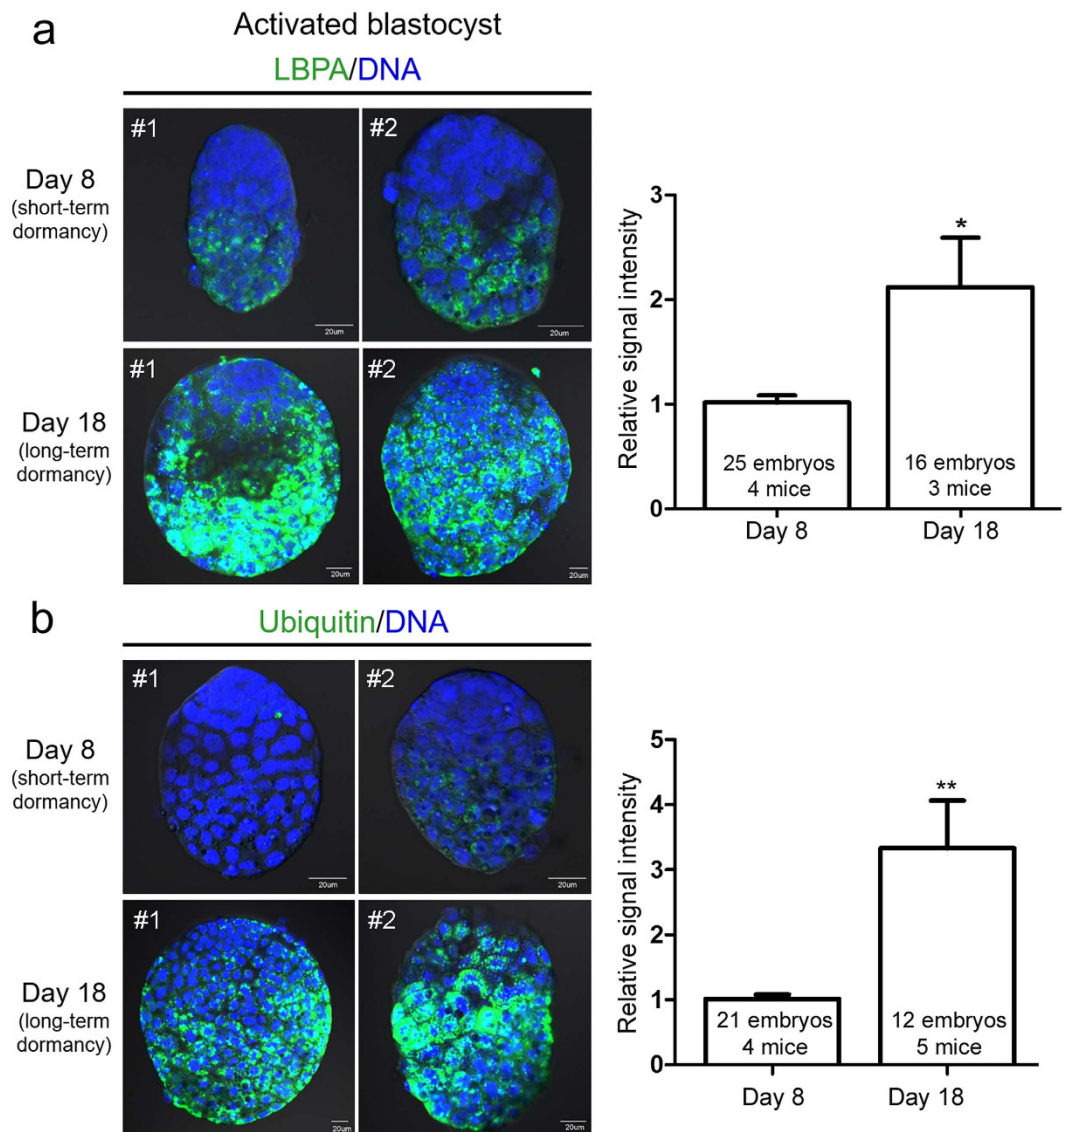 a
Activated blastocyst
LBPA/DNA
Day 8
(short-term
dormancy)
#1
20um
#2
20um
Day 18
(long-term
dormancy)
#1
20um
#2
20um
Relative signal intensity
3
2
1
0
*
25 embryos
4 mice
16 embryos
3 mice
Day 8
Day 18
b
Ubiquitin/DNA
Day 8
(short-term
dormancy)
#1
20um
#2
20um
Day 18
(long-term
dormancy)
#1
20um
#2
20um
Relative signal intensity
5
4
3
2
1
0
**
21 embryos
4 mice
12 embryos
5 mice
Day 8
Day 18